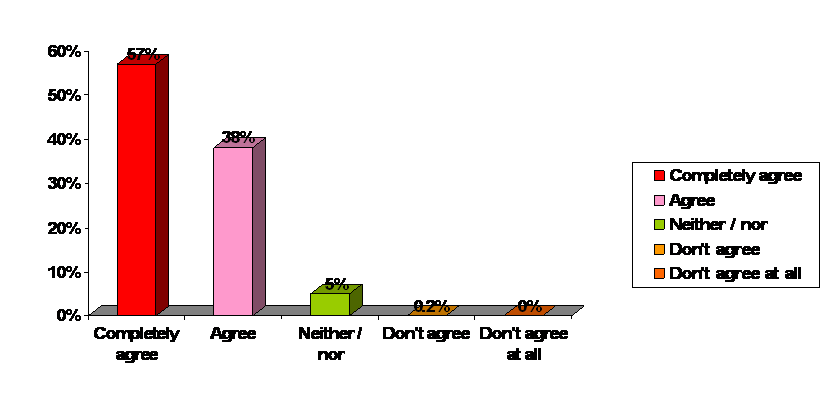 60%
50%
40%
30%
20%
10%
0%
57%
38%
5%
0.2%
0%
Completely
agree
Agree
Neither /
nor
Don't agree
Don't agree
at all
Completely agree
Agree
Neither / nor
Don't agree
Don't agree at all